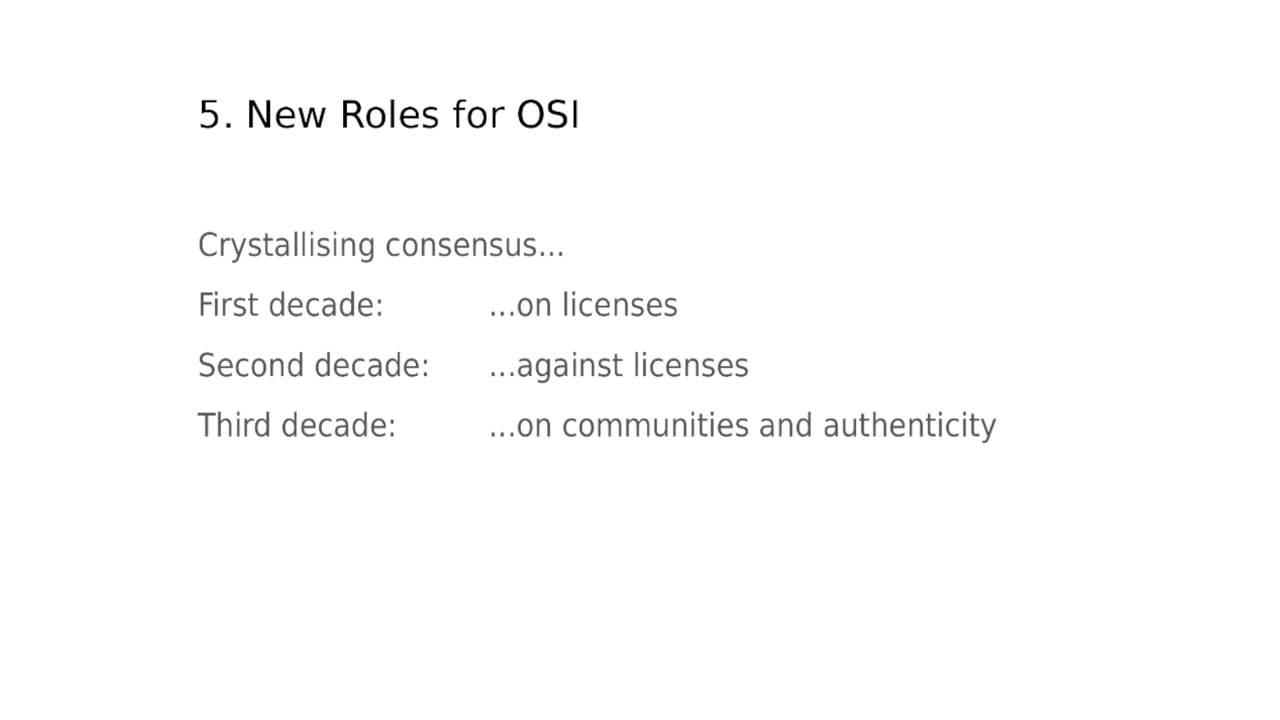 5. New Roles for OSI
Crystallising consensus...
First decade: ...on licenses
Second decade: ...against licenses
Third decade: ...on communities and authenticity